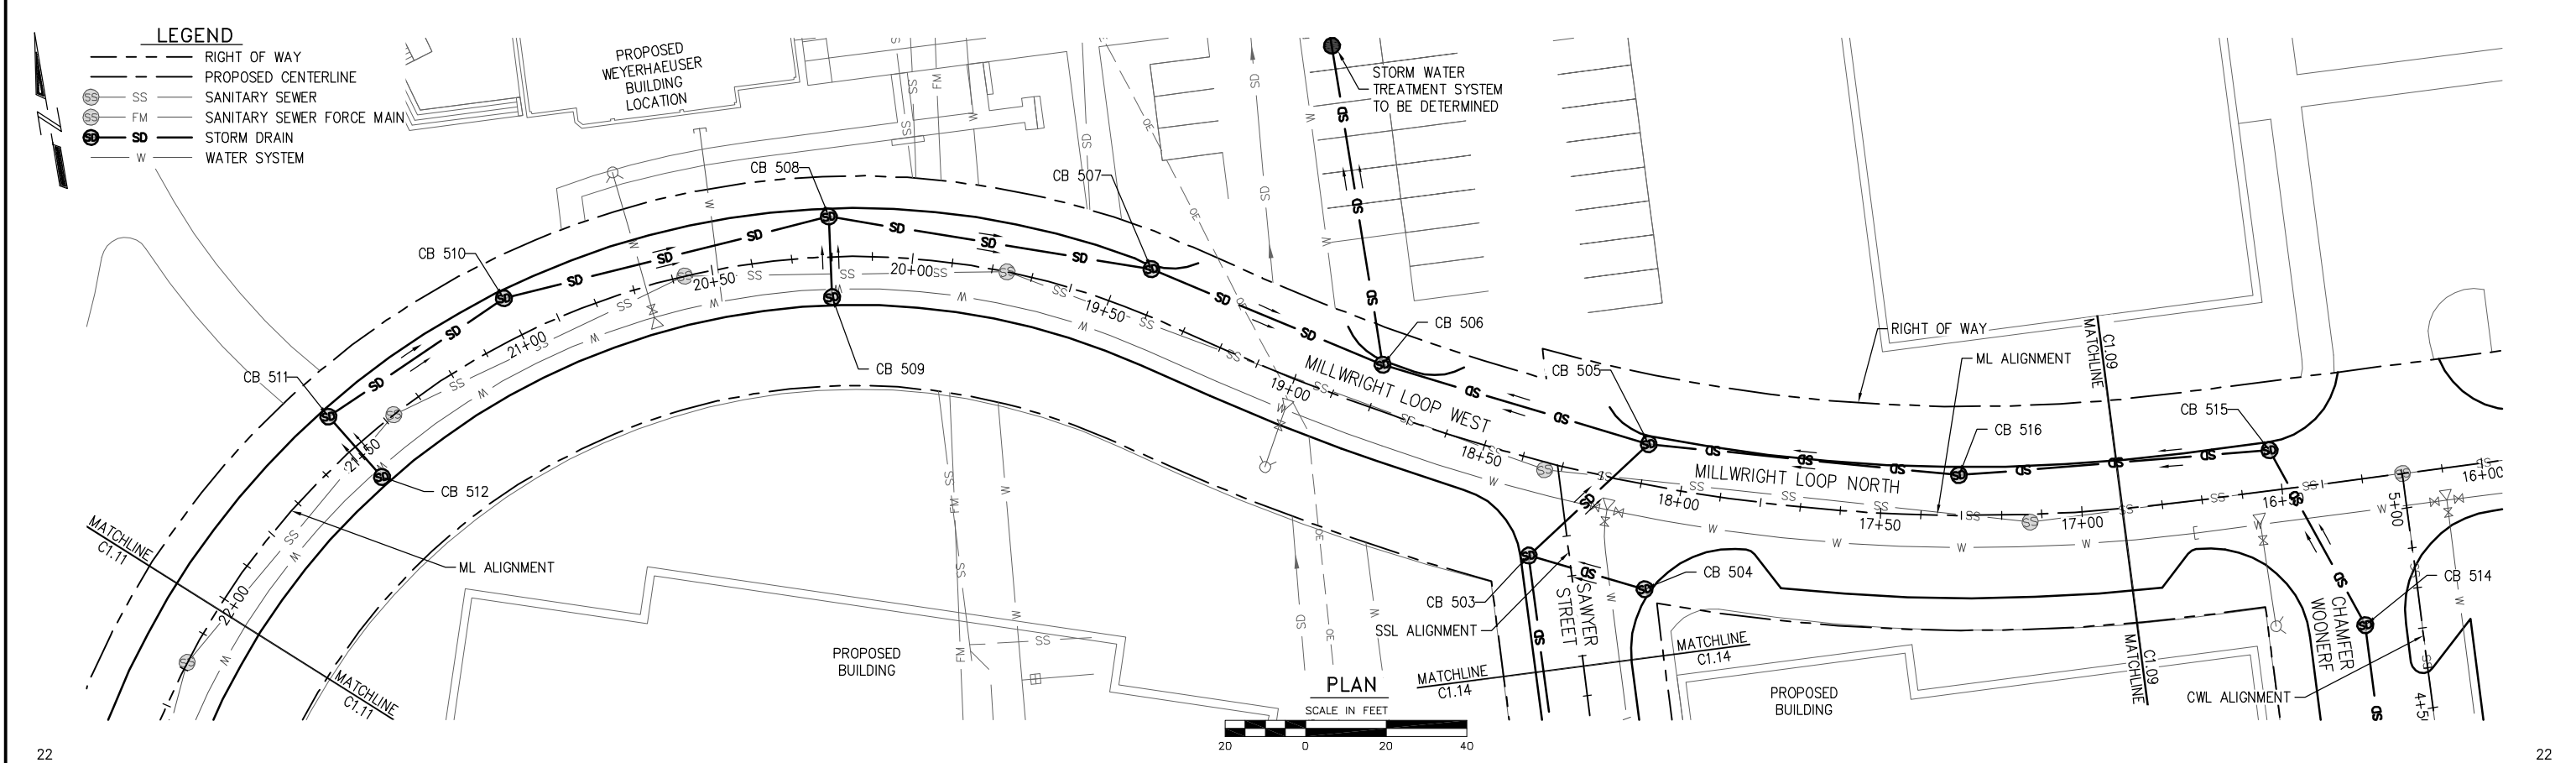 LEGEND
RIGHT OF WAY
PROPOSED CENTERLINE
SS SS SANITARY SEWER
SS FM SANITARY SEWER FORCE MAIN
SD SD STORM DRAIN
W WATER SYSTEM
PROPOSED
WEYERHAEUSER
BUILDING
LOCATION
STORM WATER
TREATMENT SYSTEM
TO BE DETERMINED
CB 508
CB 507
CB 510
CB 511
CB 512
CB 509
CB 506
CB 505
CB 516
CB 515
CB 503
CB 504
CB 514
RIGHT OF WAY
ML ALIGNMENT
MILLWRIGHT LOOP WEST
MILLWRIGHT LOOP NORTH
22+00
21+50
21+00
20+50
20+00
19+50
19+00
18+50
18+00
17+50
17+00
16+50
16+00
5+00
4+5
ML ALIGNMENT
SSL ALIGNMENT
CWL ALIGNMENT
SAWYER
STREET
CHAMFER
WOONERF
MATCHLINE
C1.11
MATCHLINE
C1.11
MATCHLINE
C1.14
MATCHLINE
C1.14
C1.09
MATCHLINE
C1.09
MATCHLINE
PROPOSED
BUILDING
PROPOSED
BUILDING
PLAN
SCALE IN FEET
20 0 20 40
22
22